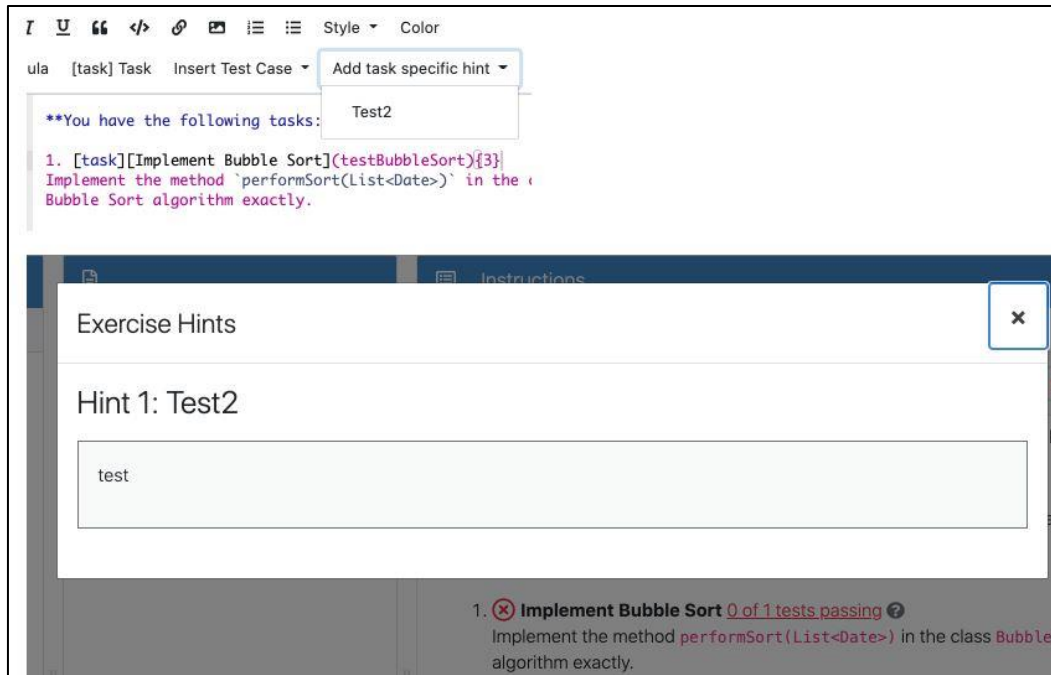 I U </> Style Color
ula [task] Task Insert Test Case Add task specific hint
Test2
**You have the following tasks:
1. [task][Implement Bubble Sort](testBubbleSort){3}
Implement the method `performSort(List<Date>)` in the
Bubble Sort algorithm exactly.
Instructions
Exercise Hints
×
Hint 1: Test2
test
1. Implement Bubble Sort 0 of 1 tests passing
Implement the method performSort(List<Date>) in the class Bubble
algorithm exactly.